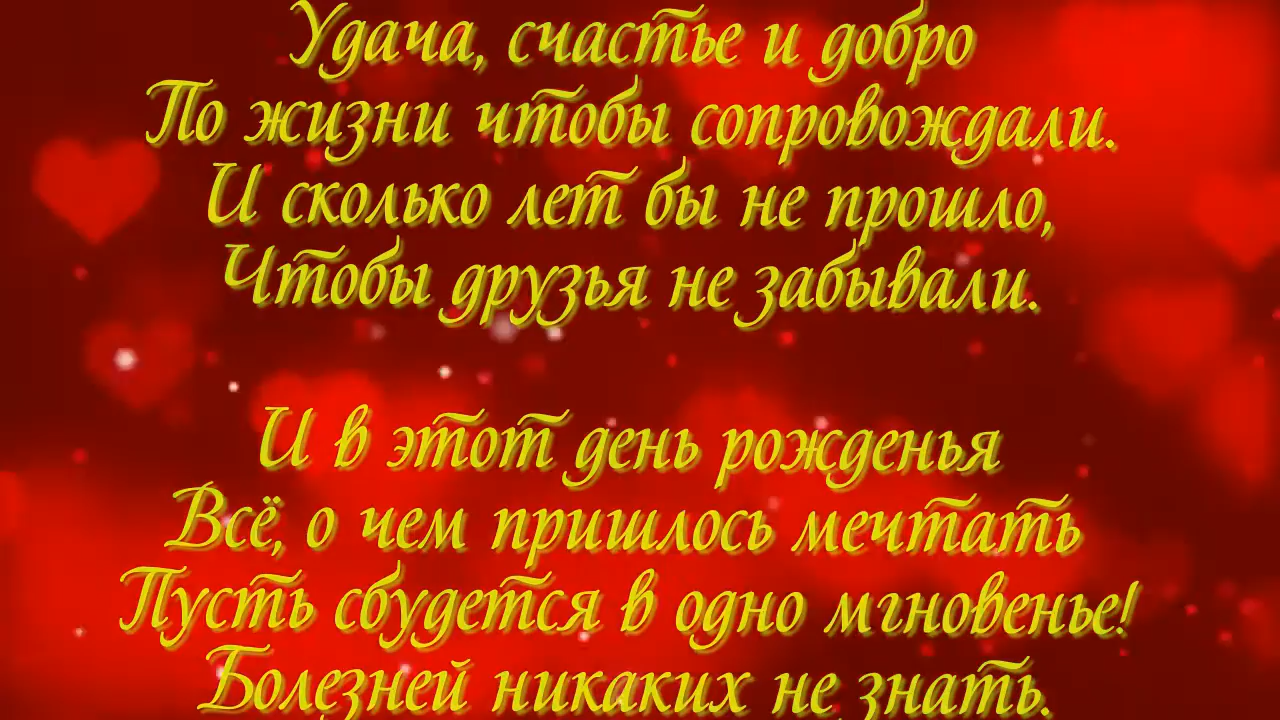 Удача, счастье и добро
По жизни чтобы сопровождали.
И сколько лет бы не прошло,
Чтобы друзья не забывали.
И в этот день рожденья
Всё, о чем пришлось мечтать
Пусть сбудется в одно мгновенье!
Болезней никаких не знать.